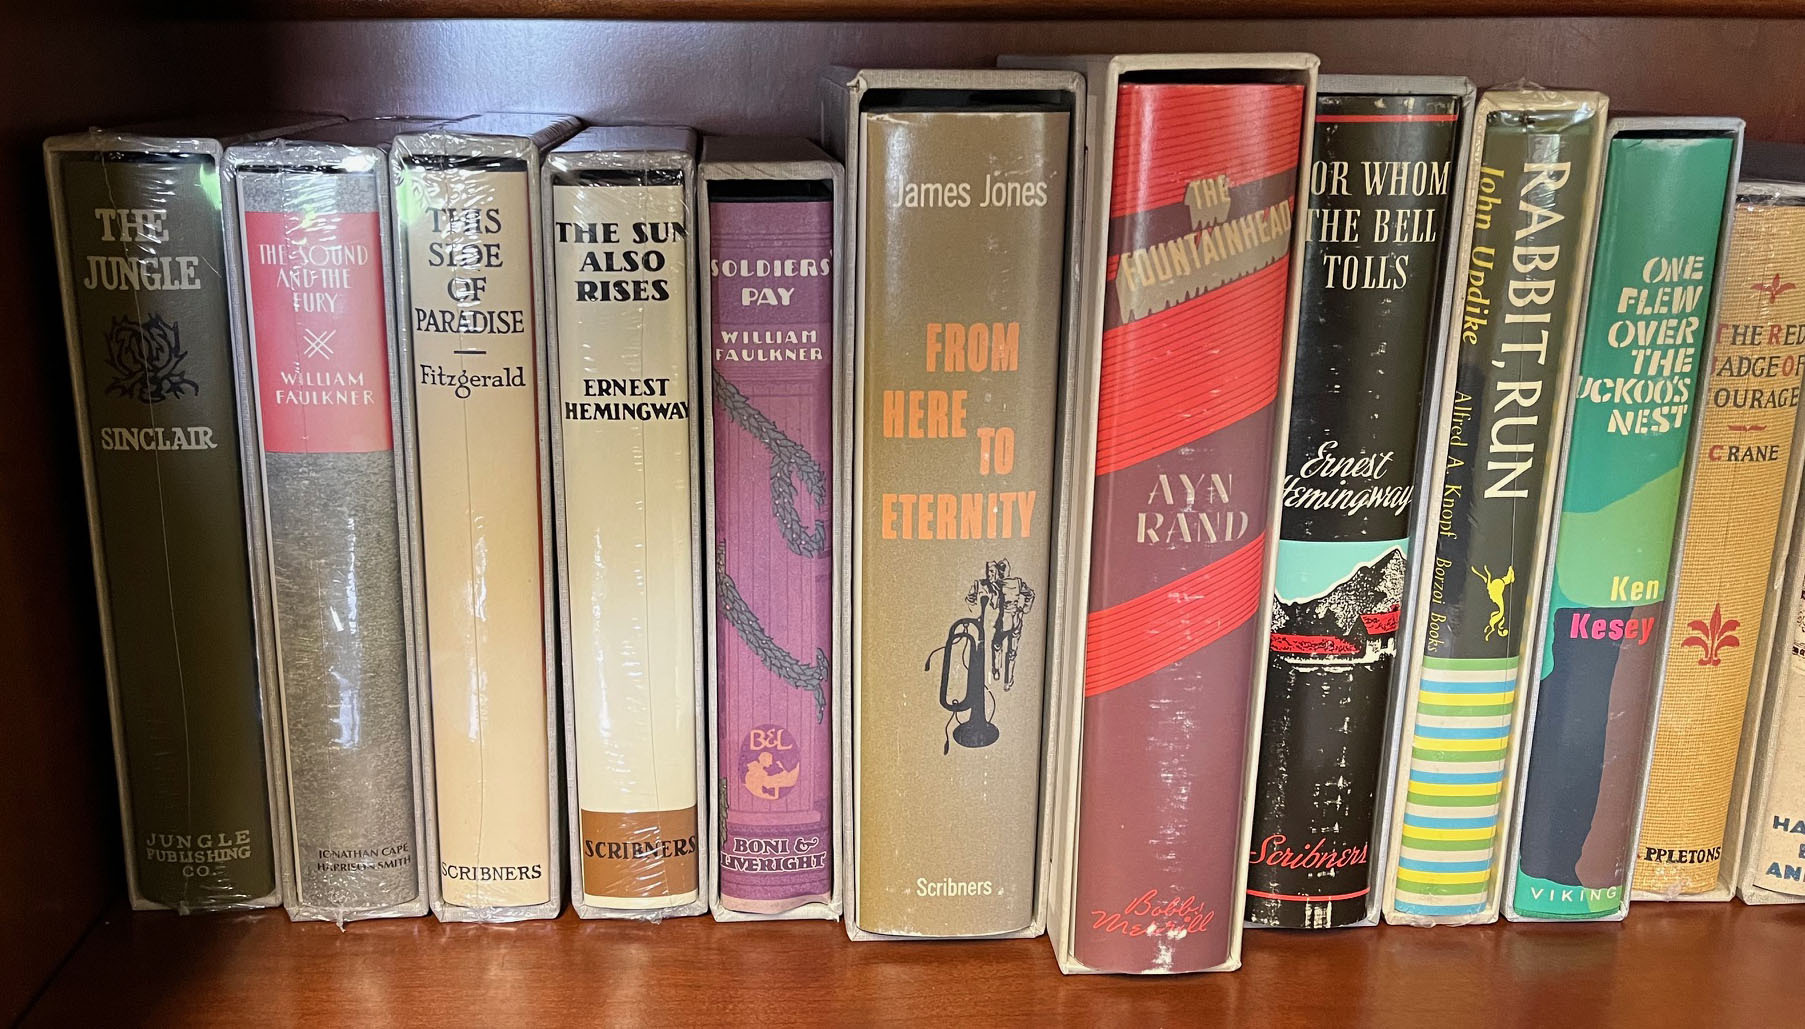 THE
JUNGLE
SINCLAIR
JUNGLE
PUBLISHING
CO.
THE SOUND
AND THE
FURY
WILLIAM
FAULKNER
JONATHAN CAPE
HARRISON SMITH
THIS
SIDE
OF
PARADISE
Fitzgerald
SCRIBNERS
THE SUN
ALSO
RISES
ERNEST
HEMINGWAY
SCRIBNERS
SOLDIERS'
PAY
WILLIAM
FAULKNER
B&L
BONI &
LIVERIGHT
James Jones
FROM
HERE
TO
ETERNITY
Scribners
THE
FOUNTAINHEAD
AYN
RAND
Bobbs
Merrill
OR WHOM
THE BELL
TOLLS
Ernest
Hemingway
Scribners
RABBIT, RUN
John Updike
Alfred A Knopf Borzoi Books
ONE
FLEW
OVER
THE
UCKOO'S
NEST
Ken
Kesey
VIKING
THE RED
ADGE OF
OURAGE
CRANE
PPLETONS
HA
AN